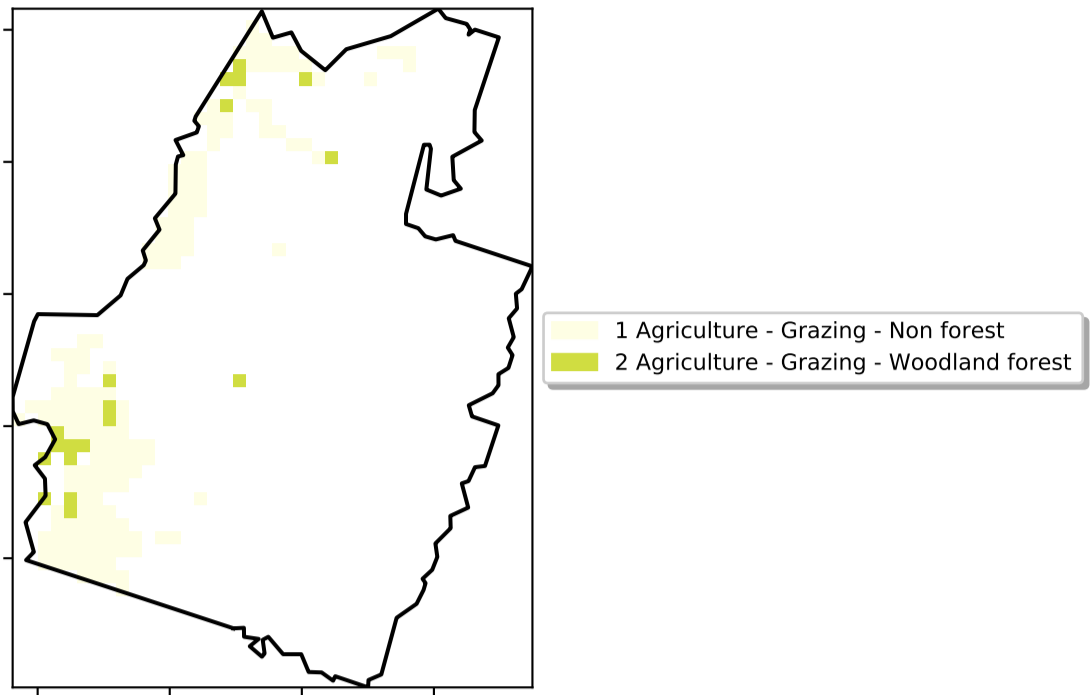 1 Agriculture - Grazing - Non forest
2 Agriculture - Grazing - Woodland forest